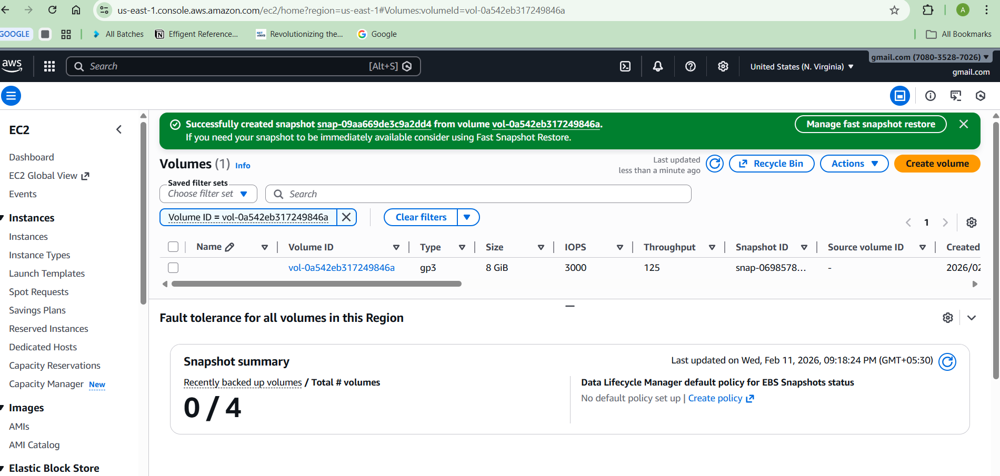 us-east-1.console.aws.amazon.com/ec2/home?region=us-east-1#Volumes:volumeId=vol-0a542eb317249846a
A
GOOGLE
All Batches
Effigent Reference...
Revolutionizing the...
Google
All Bookmarks
aws
Search
[Alt+S]
United States (N. Virginia)
gmail.com (7080-3528-7026)
gmail.com
EC2
Dashboard
EC2 Global View
Events
Instances
Instances
Instance Types
Launch Templates
Spot Requests
Savings Plans
Reserved Instances
Dedicated Hosts
Capacity Reservations
Capacity Manager New
Images
AMIs
AMI Catalog
Elastic Block Store
Successfully created snapshot snap-09aa669de3c9a2dd4 from volume vol-0a542eb317249846a.
If you need your snapshot to be immediately available consider using Fast Snapshot Restore.
Manage fast snapshot restore
Volumes (1) Info
Last updated
less than a minute ago
Recycle Bin
Actions
Create volume
Saved filter sets
Choose filter set
Search
Volume ID = vol-0a542eb317249846a
Clear filters
1
Name Volume ID Type Size IOPS Throughput Snapshot ID Source volume ID Created
vol-0a542eb317249846a gp3 8 GiB 3000 125 snap-0698578... - 2026/02
Fault tolerance for all volumes in this Region
Snapshot summary
Last updated on Wed, Feb 11, 2026, 09:18:24 PM (GMT+05:30)
Recently backed up volumes / Total # volumes
0 / 4
Data Lifecycle Manager default policy for EBS Snapshots status
No default policy set up | Create policy